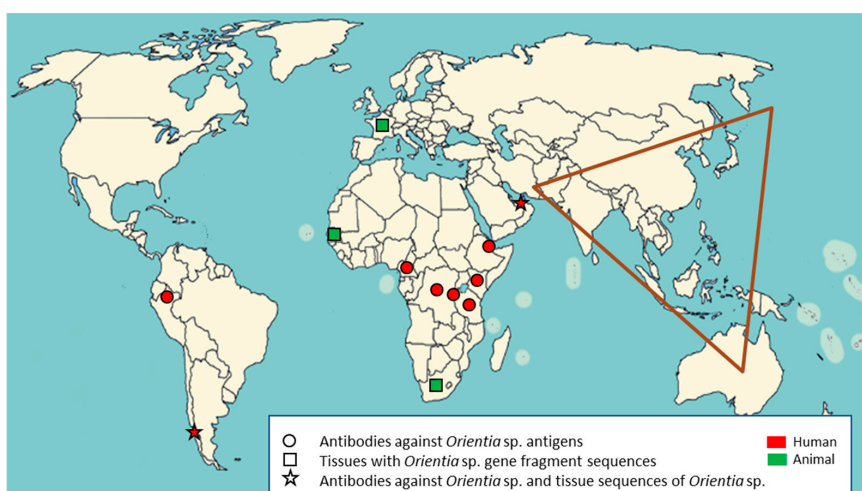 Antibodies against Orientia sp. antigens
Tissues with Orientia sp. gene fragment sequences
Antibodies against Orientia sp. and tissue sequences of Orientia sp.
Human
Animal